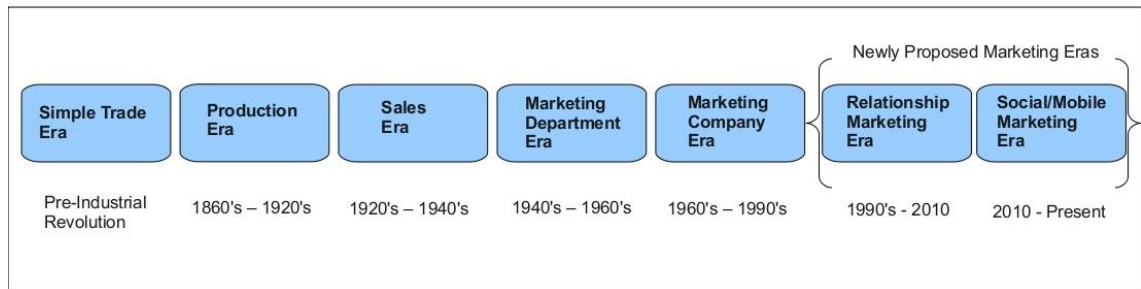 Newly Proposed Marketing Eras
Simple Trade
Era
Production
Era
Sales
Era
Marketing
Department
Era
Marketing
Company
Era
Relationship
Marketing
Era
Social/Mobile
Marketing
Era
Pre-Industrial
Revolution
1860's – 1920's
1920's – 1940's
1940's – 1960's
1960's – 1990's
1990's - 2010
2010 - Present